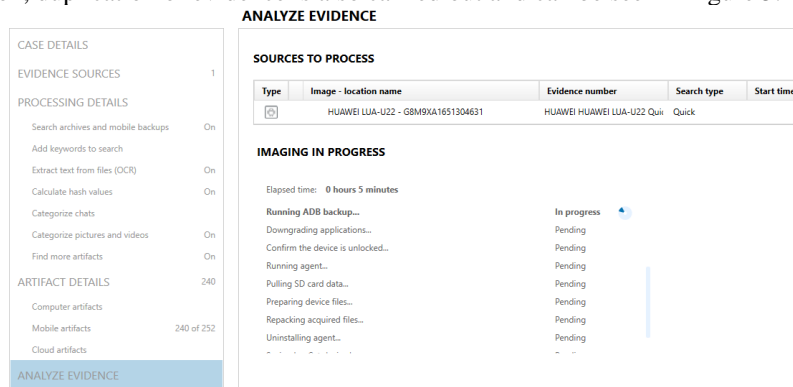 ANALYZE EVIDENCE
CASE DETAILS
EVIDENCE SOURCES 1
PROCESSING DETAILS
Search archives and mobile backups On
Add keywords to search
Extract text from files (OCR) On
Calculate hash values On
Categorize chats
Categorize pictures and videos On
Find more artifacts On
ARTIFACT DETAILS 240
Computer artifacts
Mobile artifacts 240 of 252
Cloud artifacts
ANALYZE EVIDENCE
SOURCES TO PROCESS
Type Image - location name Evidence number Search type Start time
HUAWEI LUA-U22 - G8M9XA1651304631 HUAWEI HUAWEI LUA-U22 Quic Quick
IMAGING IN PROGRESS
Elapsed time: 0 hours 5 minutes
Running ADB backup... In progress
Downgrading applications... Pending
Confirm the device is unlocked... Pending
Running agent... Pending
Pulling SD card data... Pending
Preparing device files... Pending
Repacking acquired files... Pending
Uninstalling agent... Pending